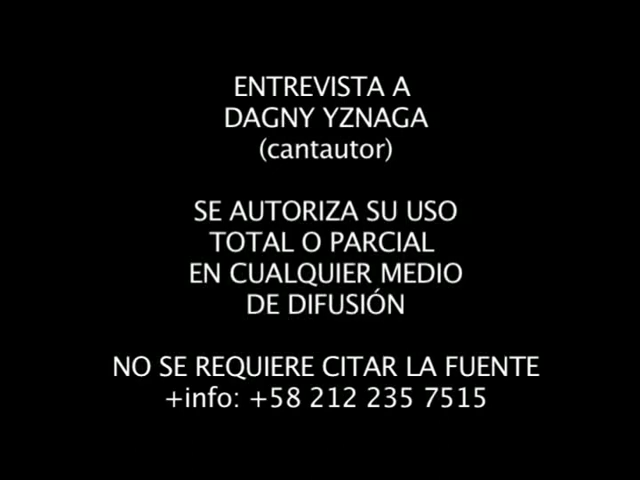 ENTREVISTA A
DAGNY YZNAGA
(cantautor)
SE AUTORIZA SU USO
TOTAL O PARCIAL
EN CUALQUIER MEDIO
DE DIFUSIÓN
NO SE REQUIERE CITAR LA FUENTE
+info: +58 212 235 7515